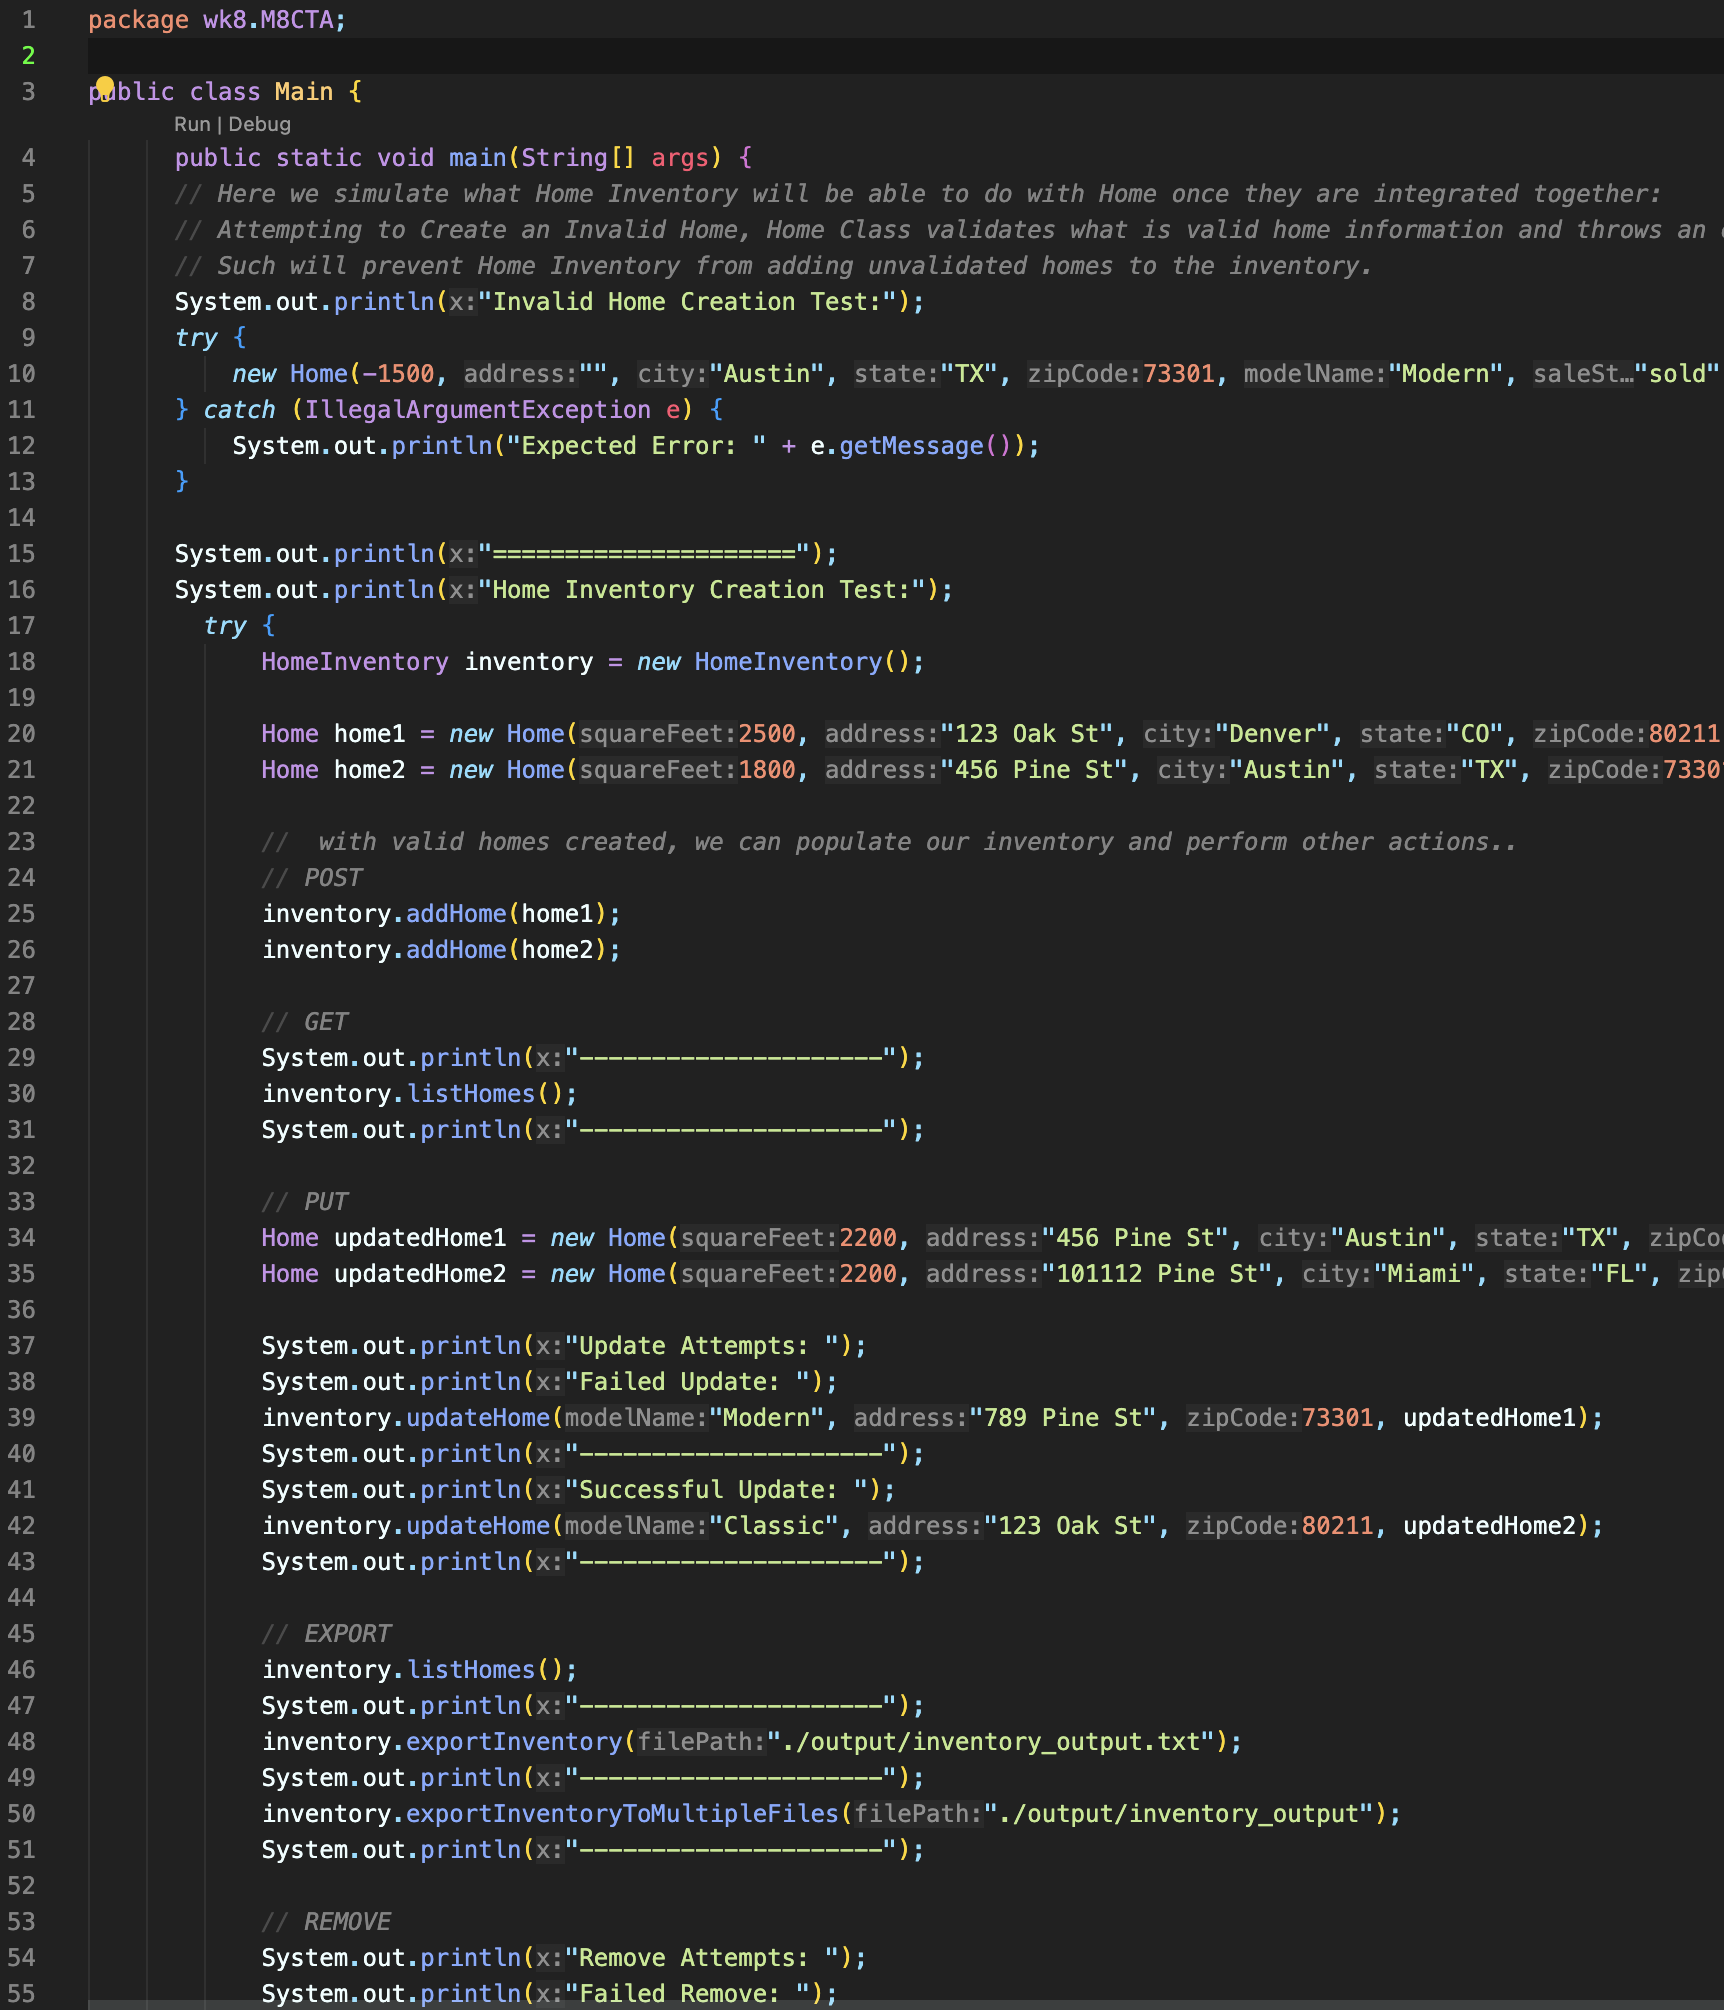 1 package wk8.M8CTA;
2
3 public class Main {
Run | Debug
4 public static void main(String[] args) {
5 // Here we simulate what Home Inventory will be able to do with Home once they are integrated together:
6 // Attempting to Create an Invalid Home, Home Class validates what is valid home information and throws an
7 // Such will prevent Home Inventory from adding unvalidated homes to the inventory.
8 System.out.println(x:"Invalid Home Creation Test:");
9 try {
10 new Home(-1500, address:"", city:"Austin", state:"TX", zipCode:73301, modelName:"Modern", saleSt…"sold"
11 } catch (IllegalArgumentException e) {
12 System.out.println("Expected Error: " + e.getMessage());
13 }
14
15 System.out.println(x:"=====================");
16 System.out.println(x:"Home Inventory Creation Test:");
17 try {
18 HomeInventory inventory = new HomeInventory();
19
20 Home home1 = new Home(squareFeet:2500, address:"123 Oak St", city:"Denver", state:"CO", zipCode:80211
21 Home home2 = new Home(squareFeet:1800, address:"456 Pine St", city:"Austin", state:"TX", zipCode:7330
22
23 //  with valid homes created, we can populate our inventory and perform other actions..
24 // POST
25 inventory.addHome(home1);
26 inventory.addHome(home2);
27
28 // GET
29 System.out.println(x:"---------------------");
30 inventory.listHomes();
31 System.out.println(x:"---------------------");
32
33 // PUT
34 Home updatedHome1 = new Home(squareFeet:2200, address:"456 Pine St", city:"Austin", state:"TX", zipCo
35 Home updatedHome2 = new Home(squareFeet:2200, address:"101112 Pine St", city:"Miami", state:"FL", zip
36
37 System.out.println(x:"Update Attempts: ");
38 System.out.println(x:"Failed Update: ");
39 inventory.updateHome(modelName:"Modern", address:"789 Pine St", zipCode:73301, updatedHome1);
40 System.out.println(x:"---------------------");
41 System.out.println(x:"Successful Update: ");
42 inventory.updateHome(modelName:"Classic", address:"123 Oak St", zipCode:80211, updatedHome2);
43 System.out.println(x:"---------------------");
44
45 // EXPORT
46 inventory.listHomes();
47 System.out.println(x:"---------------------");
48 inventory.exportInventory(filePath:"./output/inventory_output.txt");
49 System.out.println(x:"---------------------");
50 inventory.exportInventoryToMultipleFiles(filePath:"./output/inventory_output");
51 System.out.println(x:"---------------------");
52
53 // REMOVE
54 System.out.println(x:"Remove Attempts: ");
55 System.out.println(x:"Failed Remove: ");